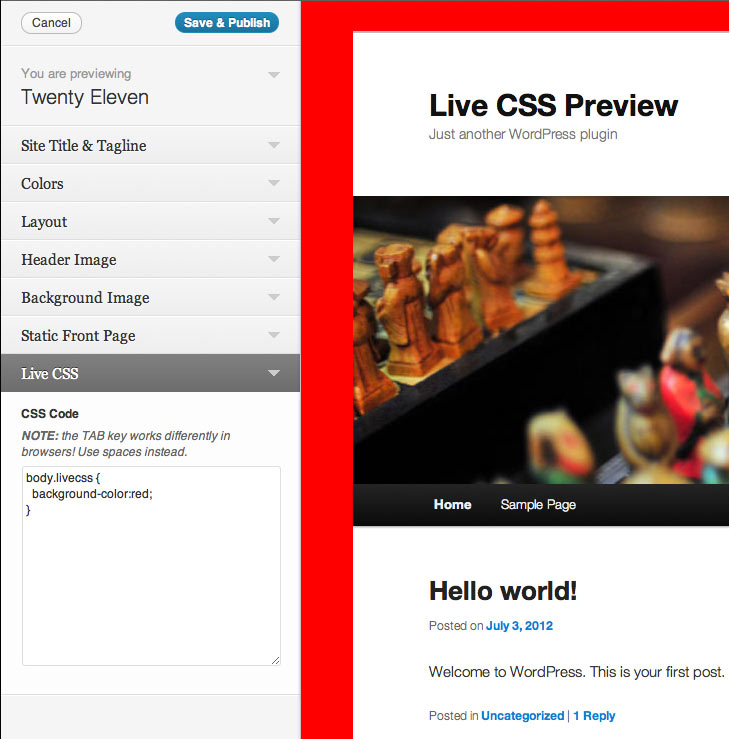 Cancel
Save & Publish
You are previewing
Twenty Eleven
Site Title & Tagline
Colors
Layout
Header Image
Background Image
Static Front Page
Live CSS
CSS Code
NOTE: the TAB key works differently in
browsers! Use spaces instead.
body.livecss {
  background-color:red;
}
Live CSS Preview
Just another WordPress plugin
Home
Sample Page
Hello world!
Posted on July 3, 2012
Welcome to WordPress. This is your first post.
Posted in Uncategorized | 1 Reply